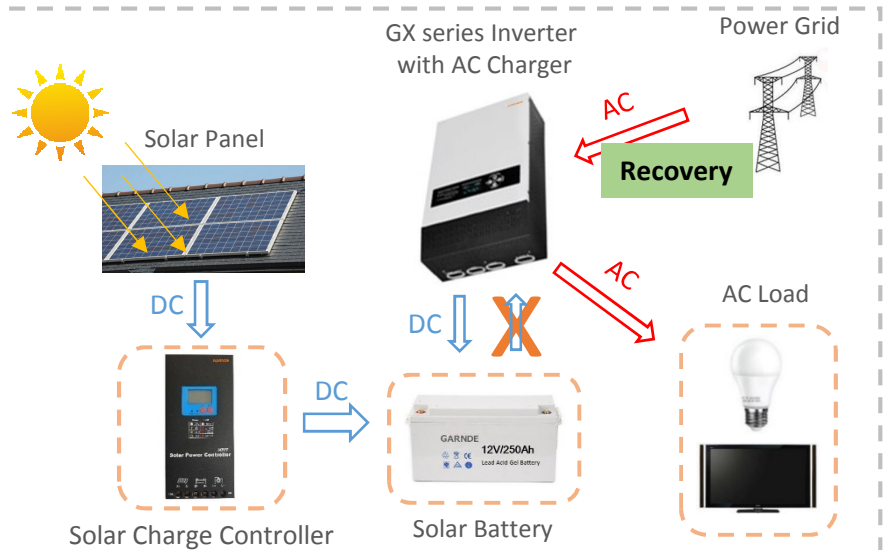 GX series Inverter
with AC Charger
Power Grid
Solar Panel
AC
Recovery
AC
DC
DC
AC Load
DC
GARNDE
12V/250Ah
Lead Acid Gel Battery
MPPT
Solar Power Controller
Solar Charge Controller
Solar Battery